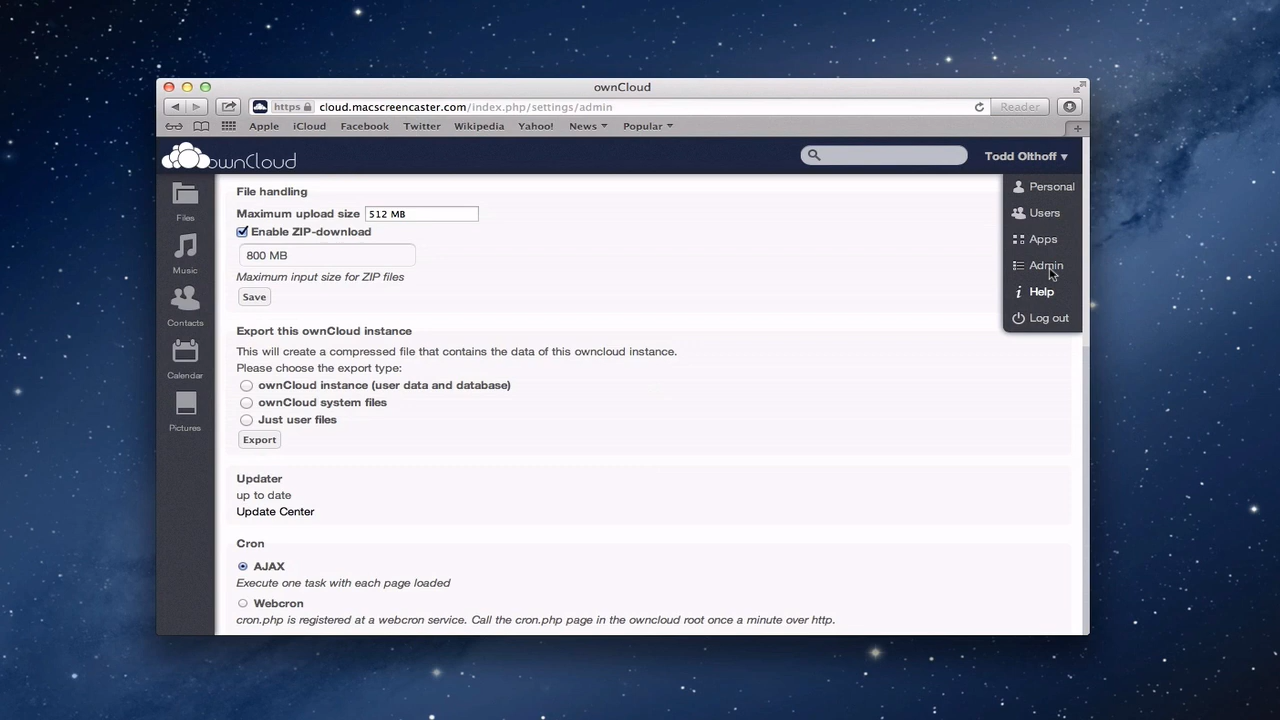 ownCloud
https cloud.macscreencaster.com/index.php/settings/admin Reader
Apple iCloud Facebook Twitter Wikipedia Yahoo! News Popular
ownCloud Todd Olthoff
Files
Music
Contacts
Calendar
Pictures
File handling
Maximum upload size 512 MB
Enable ZIP-download
800 MB
Maximum input size for ZIP files
Save
Export this ownCloud instance
This will create a compressed file that contains the data of this owncloud instance.
Please choose the export type:
ownCloud instance (user data and database)
ownCloud system files
Just user files
Export
Updater
up to date
Update Center
Cron
AJAX
Execute one task with each page loaded
Webcron
cron.php is registered at a webcron service. Call the cron.php page in the owncloud root once a minute over http.
Personal
Users
Apps
Admin
Help
Log out